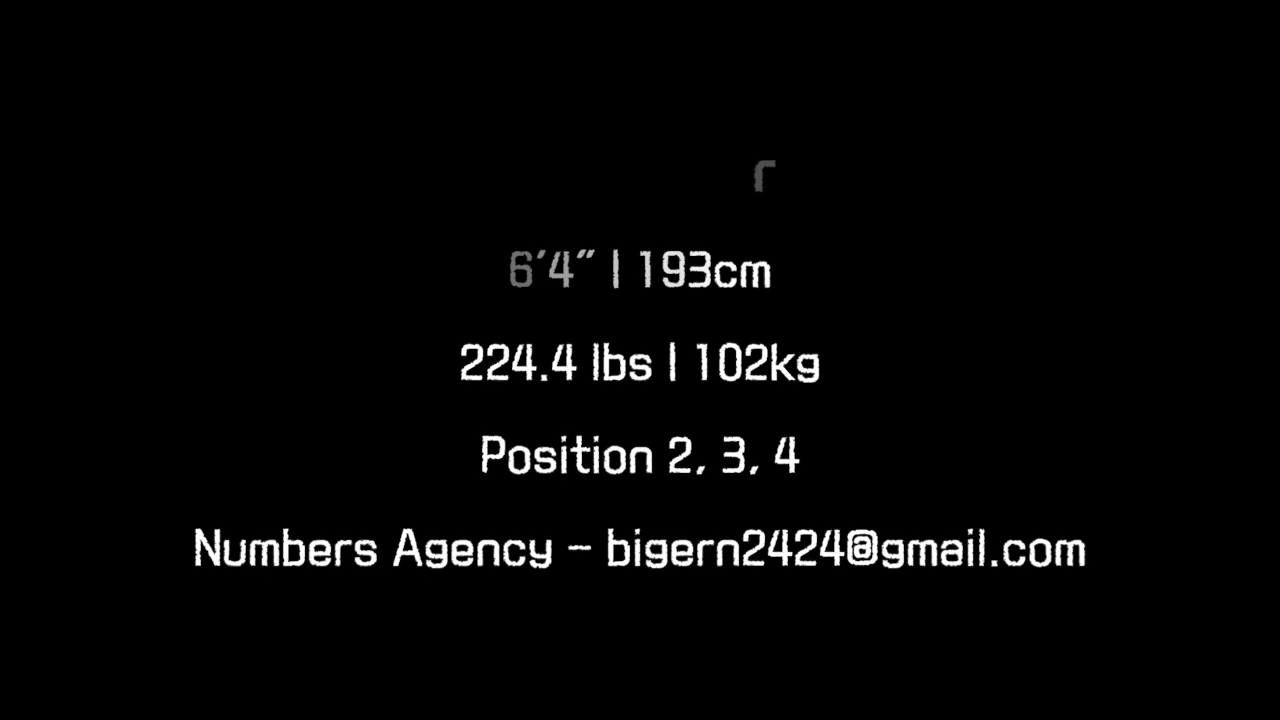 6'4" | 193cm
224.4 lbs | 102kg
Position 2, 3, 4
Numbers Agency - bigern2424@gmail.com